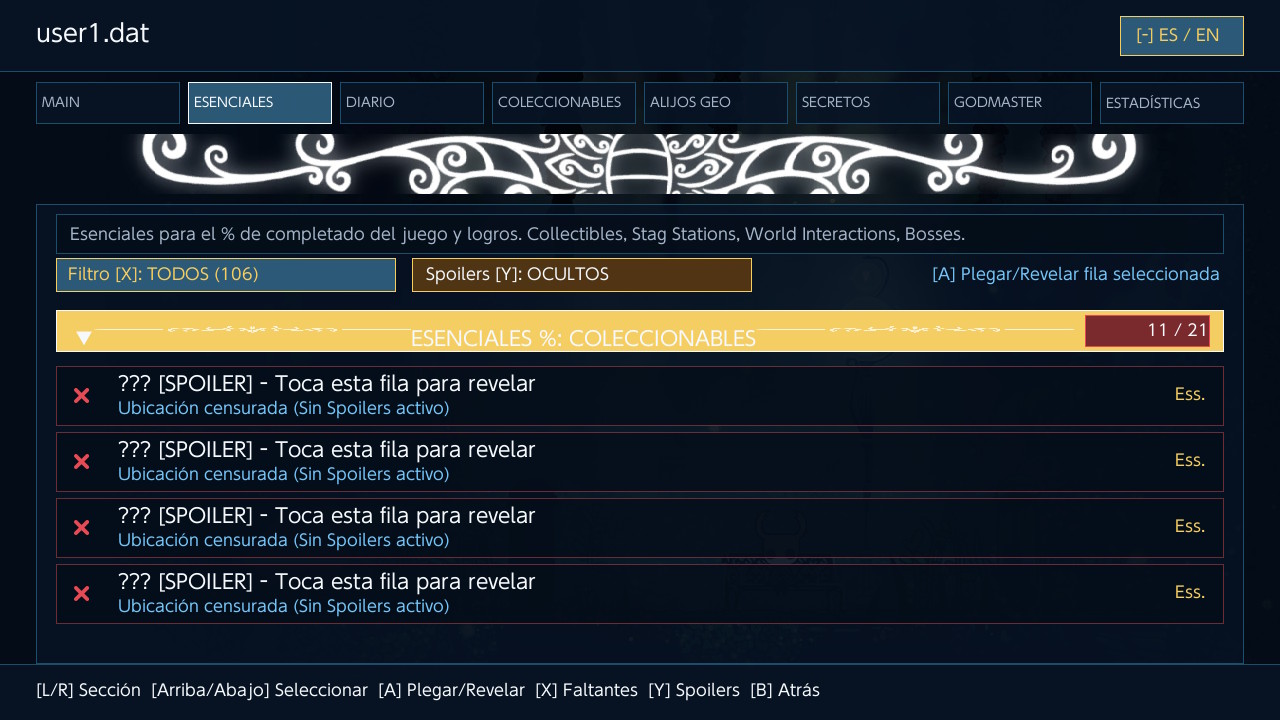 user1.dat
[-] ES / EN
MAIN
ESENCIALES
DIARIO
COLECCIONABLES
ALIJOS GEO
SECRETOS
GODMASTER
ESTADÍSTICAS
Esenciales para el % de completado del juego y logros. Collectibles, Stag Stations, World Interactions, Bosses.
Filtro [X]: TODOS (106)
Spoilers [Y]: OCULTOS
[A] Plegar/Revelar fila seleccionada
ESENCIALES %: COLECCIONABLES
11 / 21
??? [SPOILER] - Toca esta fila para revelar
Ubicación censurada (Sin Spoilers activo)
Ess.
??? [SPOILER] - Toca esta fila para revelar
Ubicación censurada (Sin Spoilers activo)
Ess.
??? [SPOILER] - Toca esta fila para revelar
Ubicación censurada (Sin Spoilers activo)
Ess.
??? [SPOILER] - Toca esta fila para revelar
Ubicación censurada (Sin Spoilers activo)
Ess.
[L/R] Sección  [Arriba/Abajo] Seleccionar  [A] Plegar/Revelar  [X] Faltantes  [Y] Spoilers  [B] Atrás